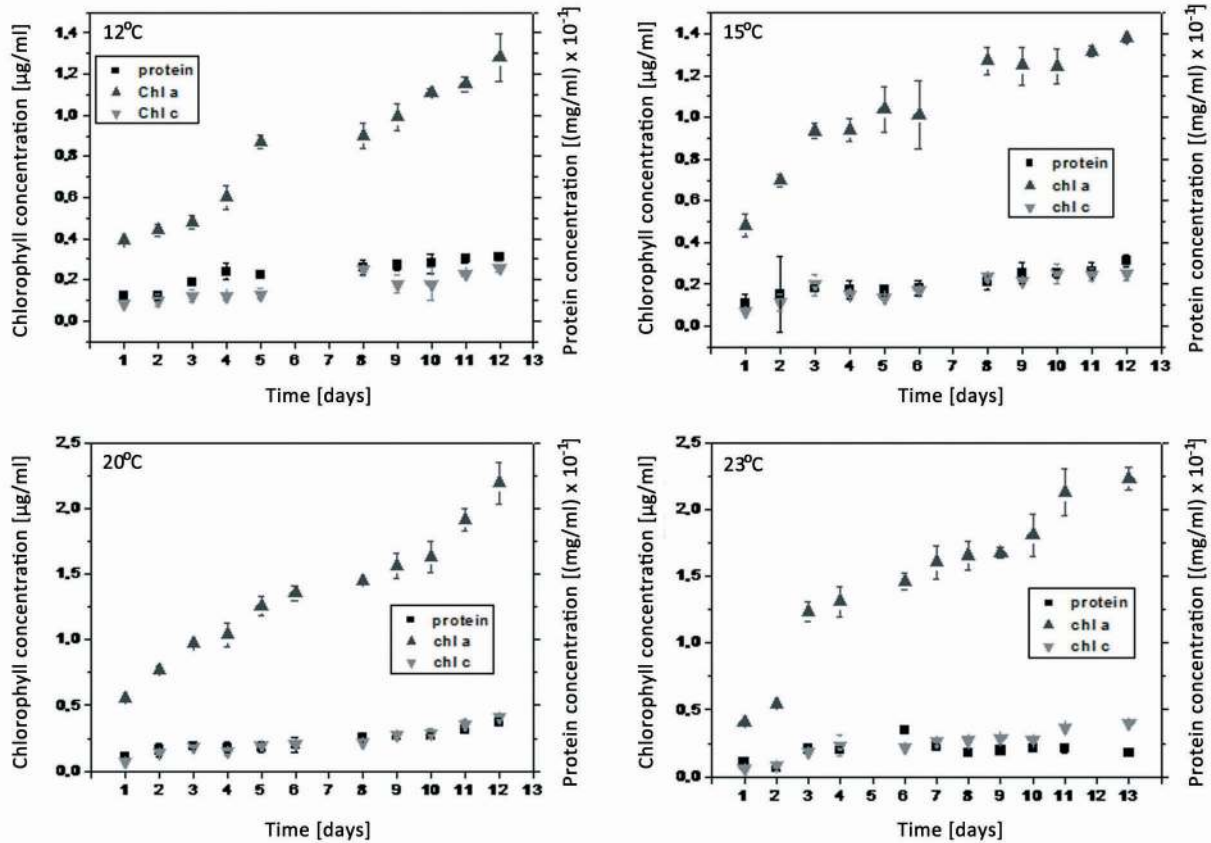 12°C
Chlorophyll concentration [µg/ml]
1,4
1,2
1,0
0,8
0,6
0,4
0,2
0,0
protein
Chl a
Chl c
1 2 3 4 5 6 7 8 9 10 11 12 13
Time [days]
Protein concentration [(mg/ml) x 10⁻¹]
15°C
Chlorophyll concentration [µg/ml]
1,4
1,2
1,0
0,8
0,6
0,4
0,2
0,0
protein
chl a
chl c
1 2 3 4 5 6 7 8 9 10 11 12 13
Time [days]
Protein concentration [(mg/ml) x 10⁻¹]
20°C
Chlorophyll concentration [µg/ml]
2,5
2,0
1,5
1,0
0,5
0,0
protein
chl a
chl c
1 2 3 4 5 6 7 8 9 10 11 12 13
Time [days]
Protein concentration [(mg/ml) x 10⁻¹]
23°C
Chlorophyll concentration [µg/ml]
2,5
2,0
1,5
1,0
0,5
0,0
protein
chl a
chl c
1 2 3 4 5 6 7 8 9 10 11 12 13
Time [days]
Protein concentration [(mg/ml) x 10⁻¹]